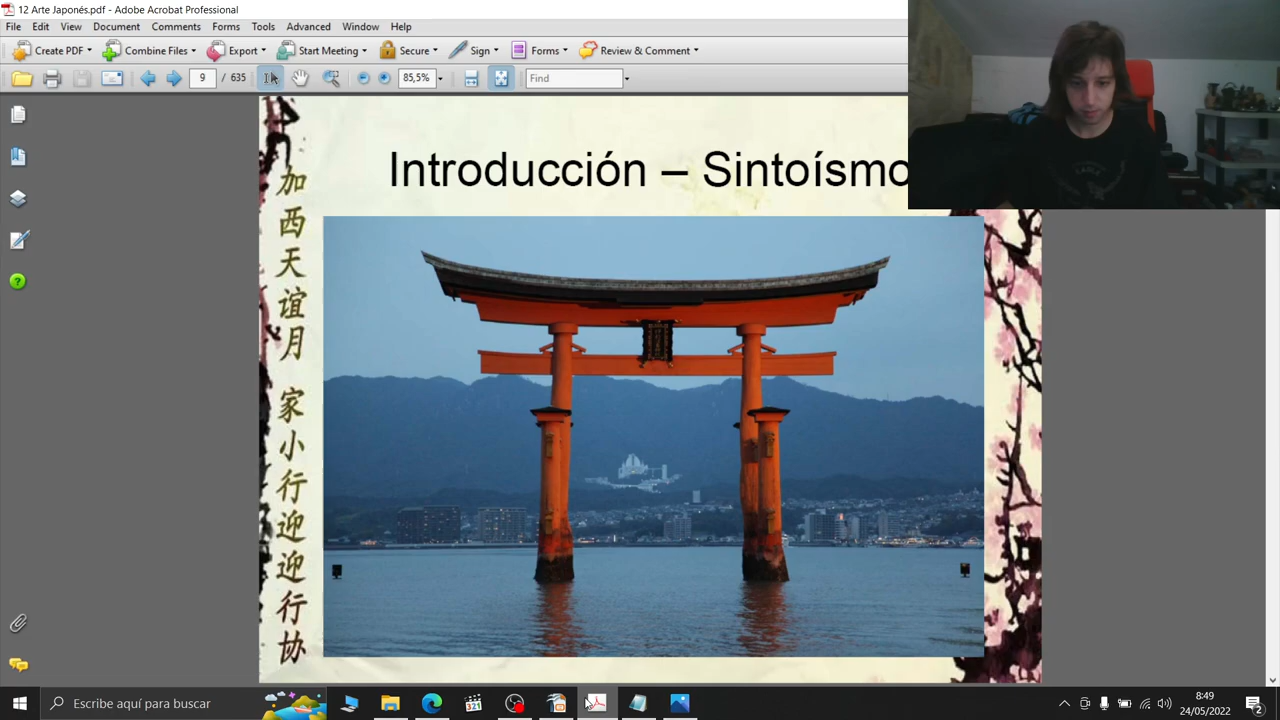 12 Arte Japonés.pdf - Adobe Acrobat Professional
File Edit View Document Comments Forms Tools Advanced Window Help
Create PDF Combine Files Export Start Meeting Secure Sign Forms Review & Comment
9 / 635 85,5% Find
Introducción – Sintoísmo
加西天谊月家小行迎迎行协
Escribe aquí para buscar
321
8:49
24/05/2022
2